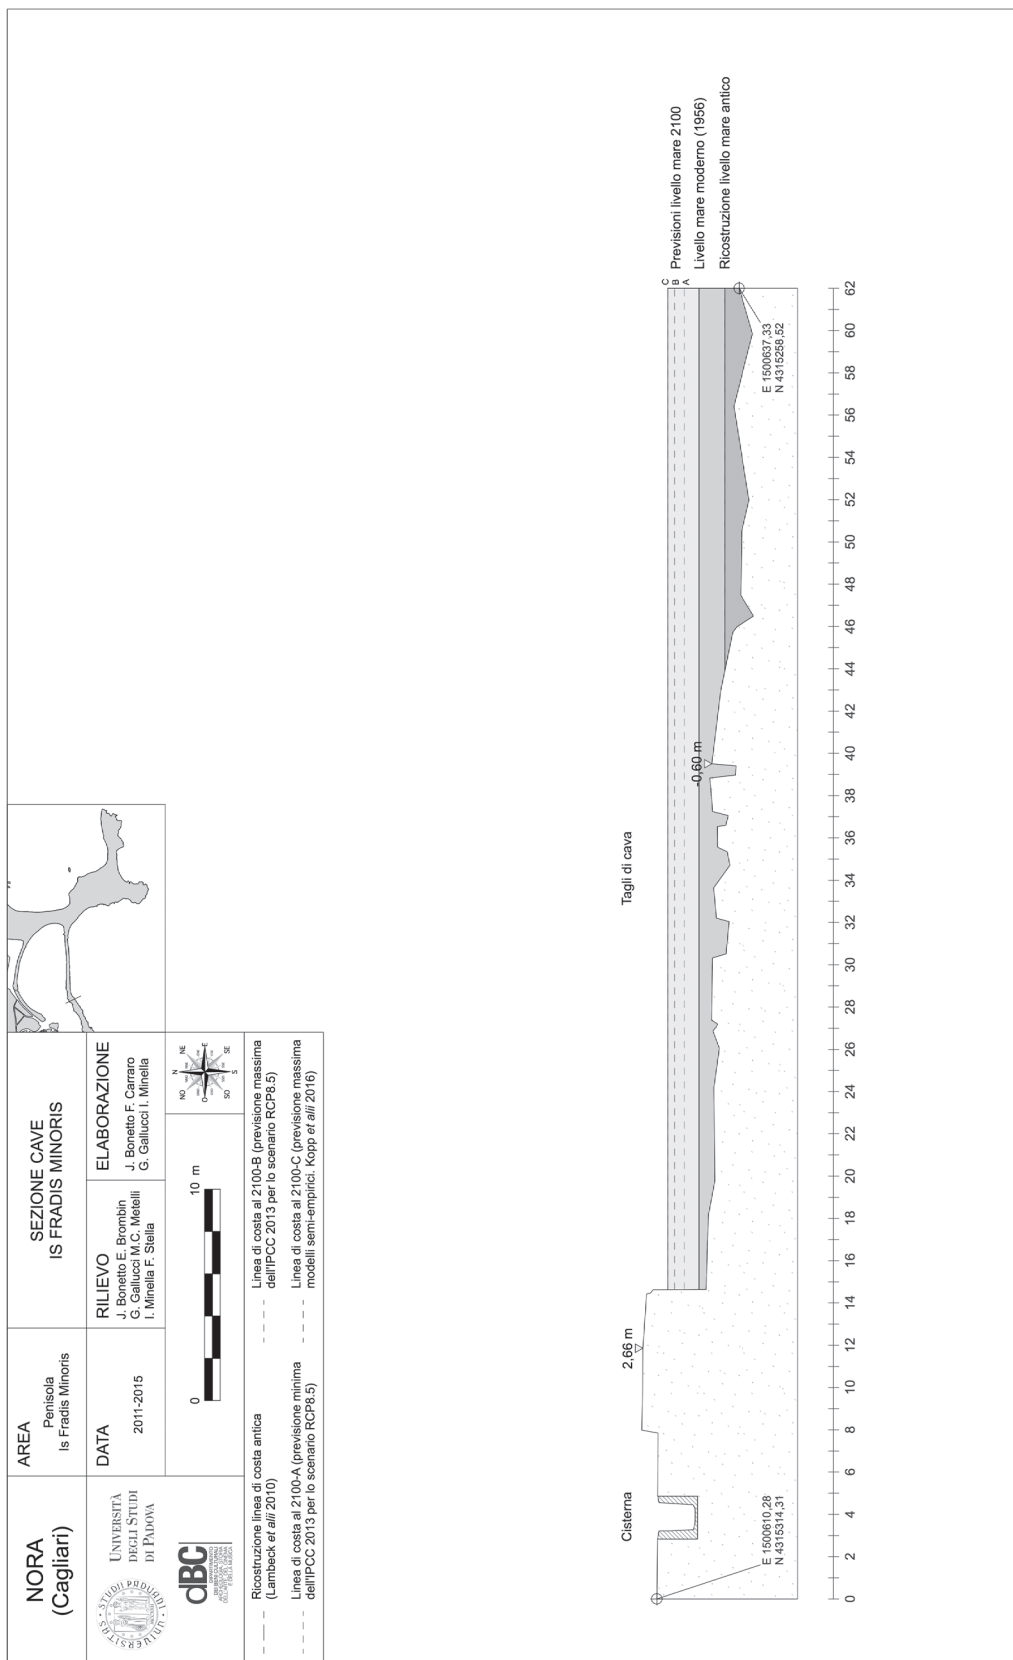 NORA
(Cagliari)
AREA
Penisola
Is Fradis Minoris
SEZIONE CAVE
IS FRADIS MINORIS
UNIVERSITÀ
DEGLI STUDI
DI PADOVA
DATA
2011-2015
RILIEVO
J. Bonetto E. Brombin
G. Gallucci M.C. Metelli
I. Minella F. Stella
ELABORAZIONE
J. Bonetto F. Carraro
G. Gallucci I. Minella
dBC
0
10 m
N
NE
E
SE
S
SO
O
NO
Ricostruzione linea di costa antica
(Lambeck et alii 2010)
Linea di costa al 2100-A (previsione minima
dell'IPCC 2013 per lo scenario RCP8.5)
Linea di costa al 2100-B (previsione massima
dell'IPCC 2013 per lo scenario RCP8.5)
Linea di costa al 2100-C (previsione massima
modelli semi-empirici. Kopp et alii 2016)
Cisterna
2,66 m
Tagli di cava
-0,60 m
C
B
A
Previsioni livello mare 2100
Livello mare moderno (1956)
Ricostruzione livello mare antico
E 1500610,28
N 4315314,31
E 1500637,33
N 4315258,52
0 2 4 6 8 10 12 14 16 18 20 22 24 26 28 30 32 34 36 38 40 42 44 46 48 50 52 54 56 58 60 62